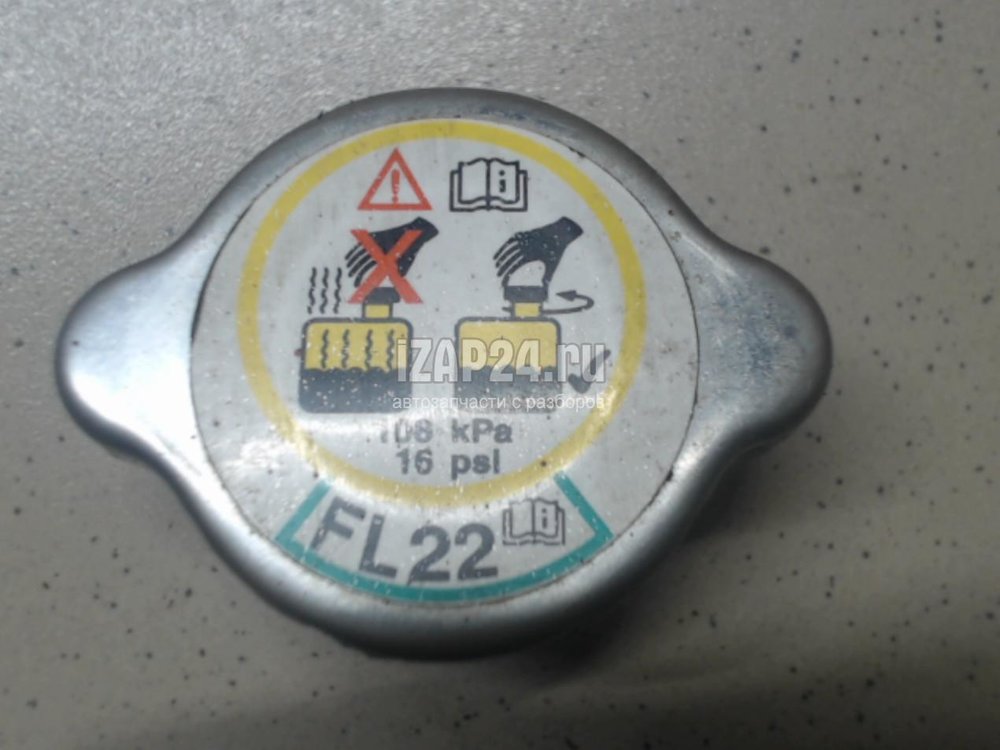 iZAP24.ru
автозапчасти с разборов
108 kPa
16 psi
FL22